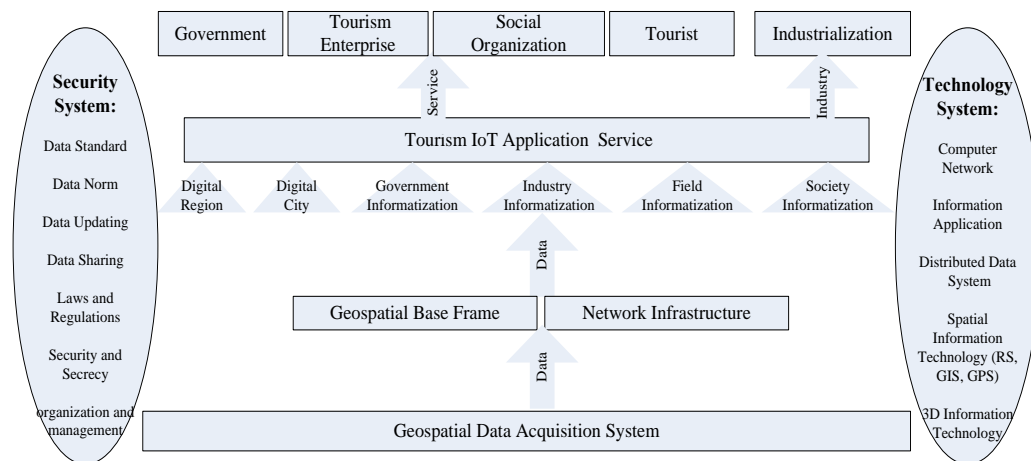 Government
Tourism
Enterprise
Social
Organization
Tourist
Industrialization
Security
System:
Data Standard
Data Norm
Data Updating
Data Sharing
Laws and
Regulations
Security and
Secrecy
organization and
management
Service
Industry
Tourism IoT Application Service
Digital
Region
Digital
City
Government
Informatization
Industry
Informatization
Field
Informatization
Society
Informatization
Data
Geospatial Base Frame
Network Infrastructure
Data
Geospatial Data Acquisition System
Technology
System:
Computer
Network
Information
Application
Distributed Data
System
Spatial
Information
Technology (RS,
GIS, GPS)
3D Information
Technology